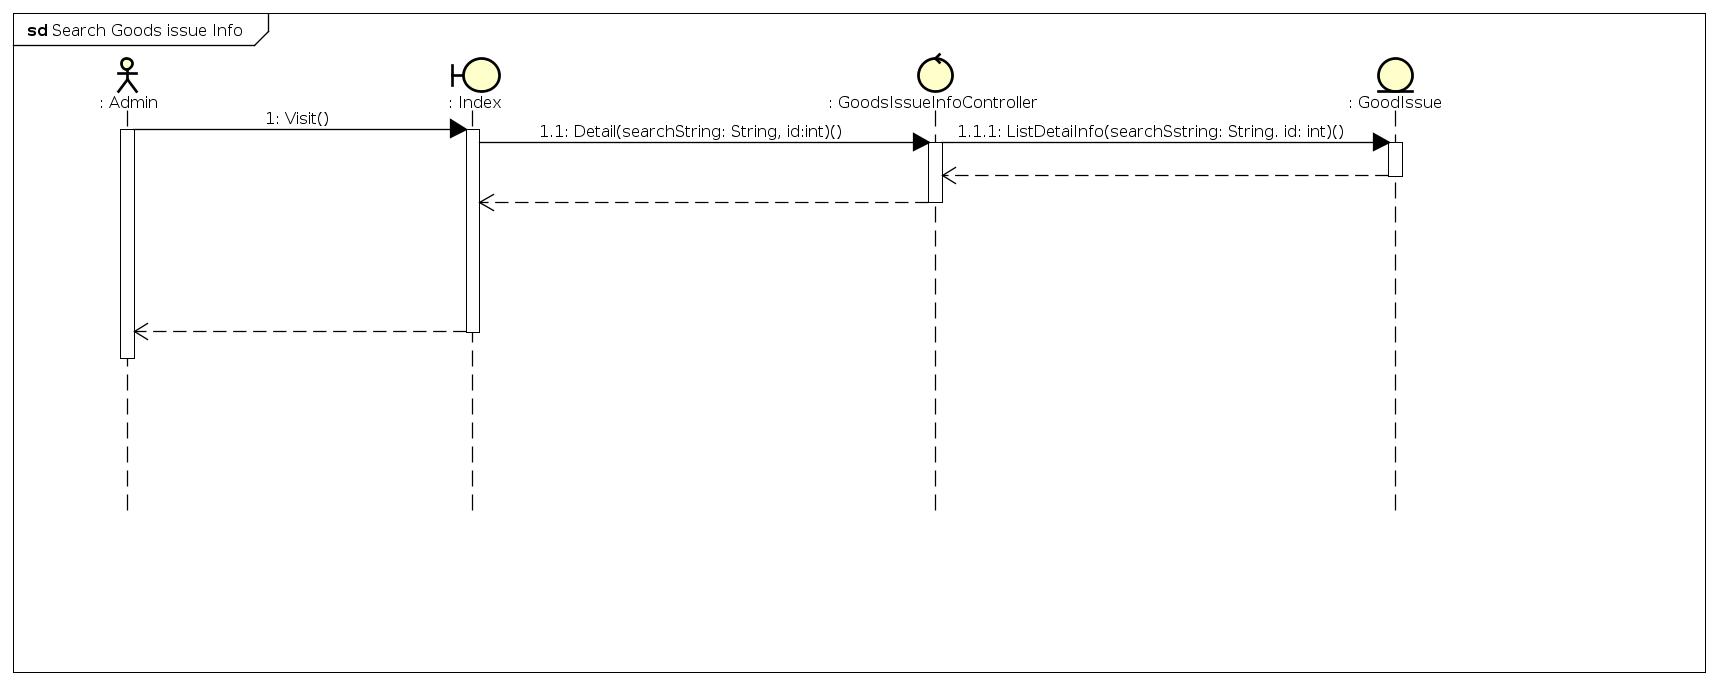 sd Search Goods issue Info
: Admin
: Index
: GoodsIssueInfoController
: GoodIssue
1: Visit()
1.1: Detail(searchString: String, id:int)()
1.1.1: ListDetailInfo(searchSstring: String. id: int)()